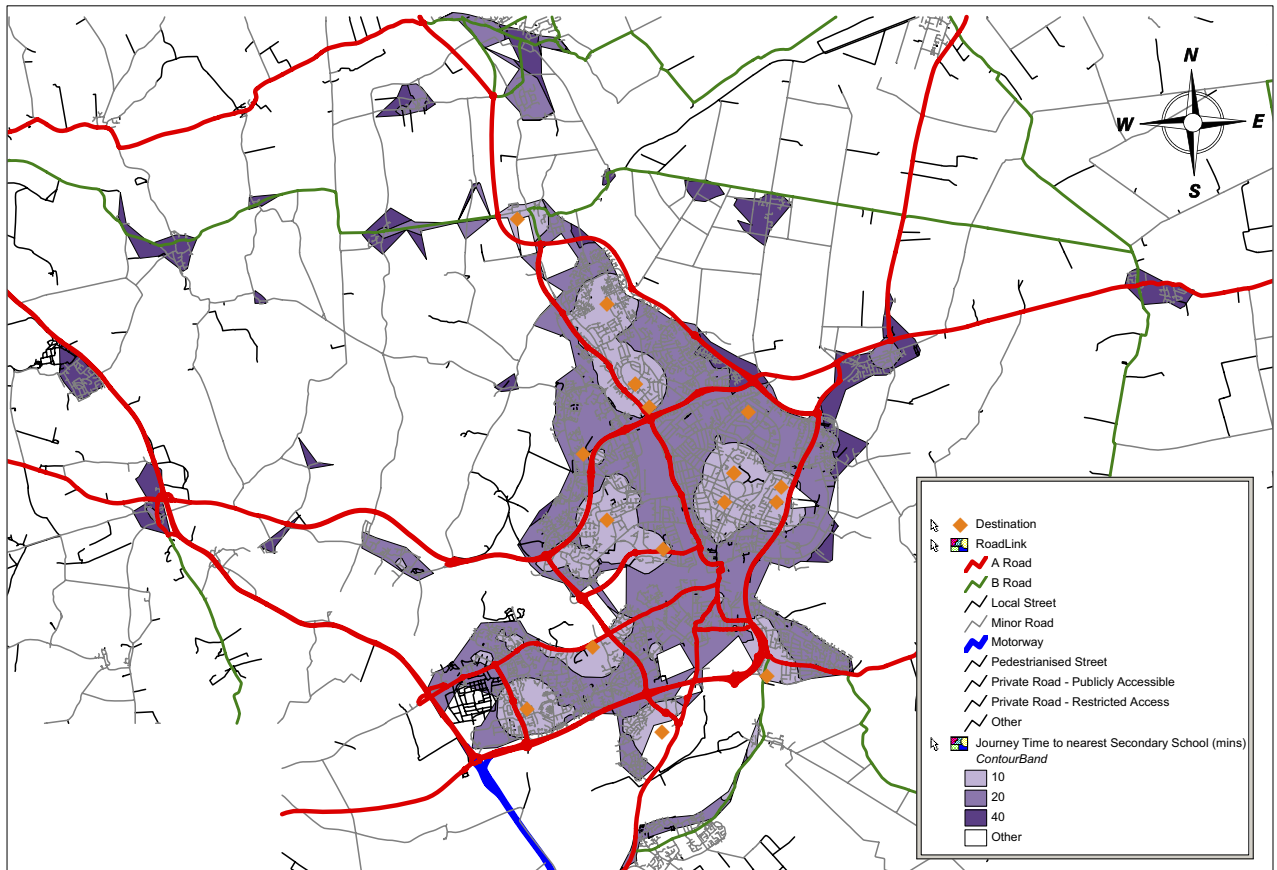 N
W
E
S
Destination
RoadLink
A Road
B Road
Local Street
Minor Road
Motorway
Pedestrianised Street
Private Road - Publicly Accessible
Private Road - Restricted Access
Other
Journey Time to nearest Secondary School (mins)
ContourBand
10
20
40
Other